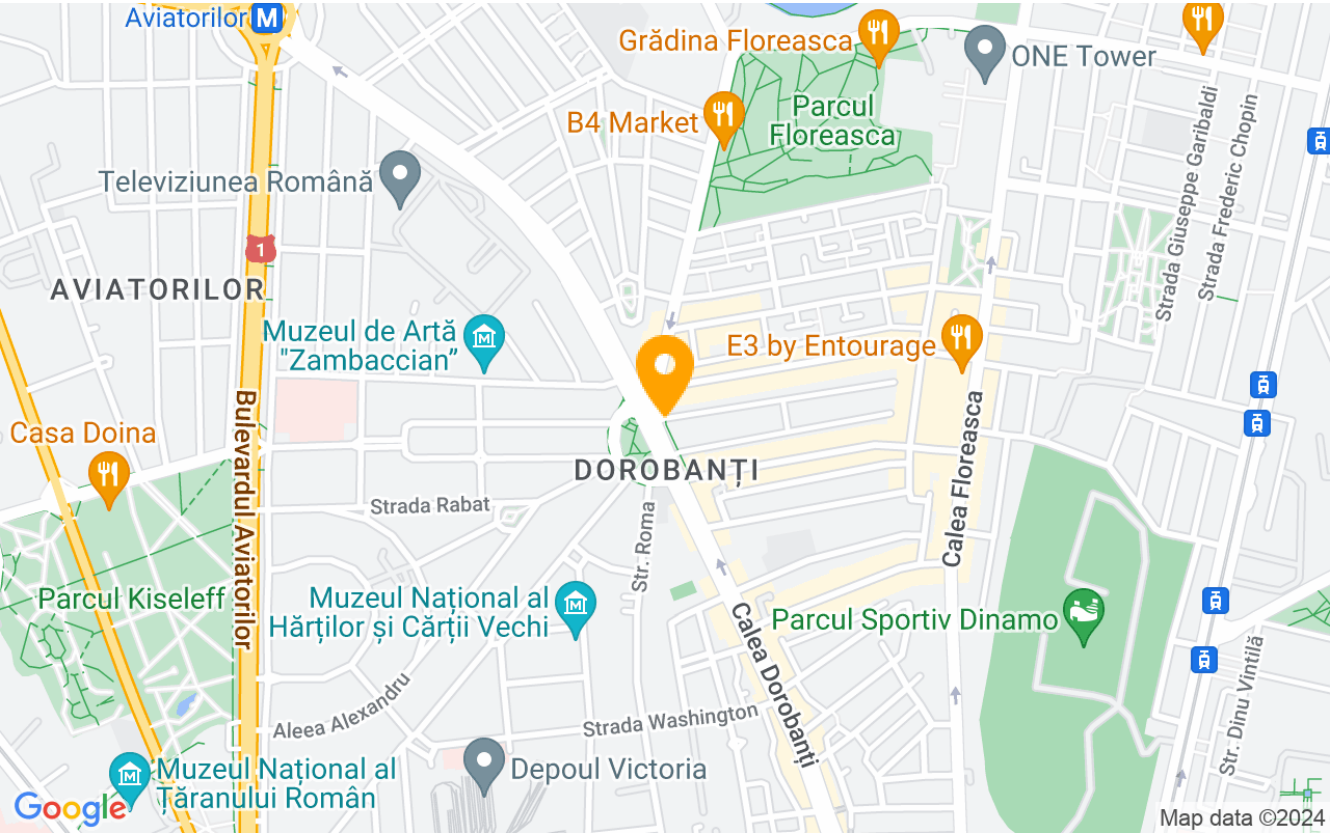 Aviatorilor M
Grădina Floreasca
ONE Tower
B4 Market
Parcul
Floreasca
Televiziunea Română
Strada Giuseppe Garibaldi
Strada Frederic Chopin
1
AVIATORILOR
Muzeul de Artă
"Zambaccian”
E3 by Entourage
Bulevardul Aviatorilor
Casa Doina
Calea Floreasca
DOROBANȚI
Strada Rabat
Str. Roma
Parcul Kiseleff
Muzeul Național al
Hărților și Cărții Vechi
Parcul Sportiv Dinamo
Calea Dorobanți
Str. Dinu Vintilă
Aleea Alexandru
Strada Washington
Muzeul Național al
Țăranului Român
Depoul Victoria
Google
Map data ©2024